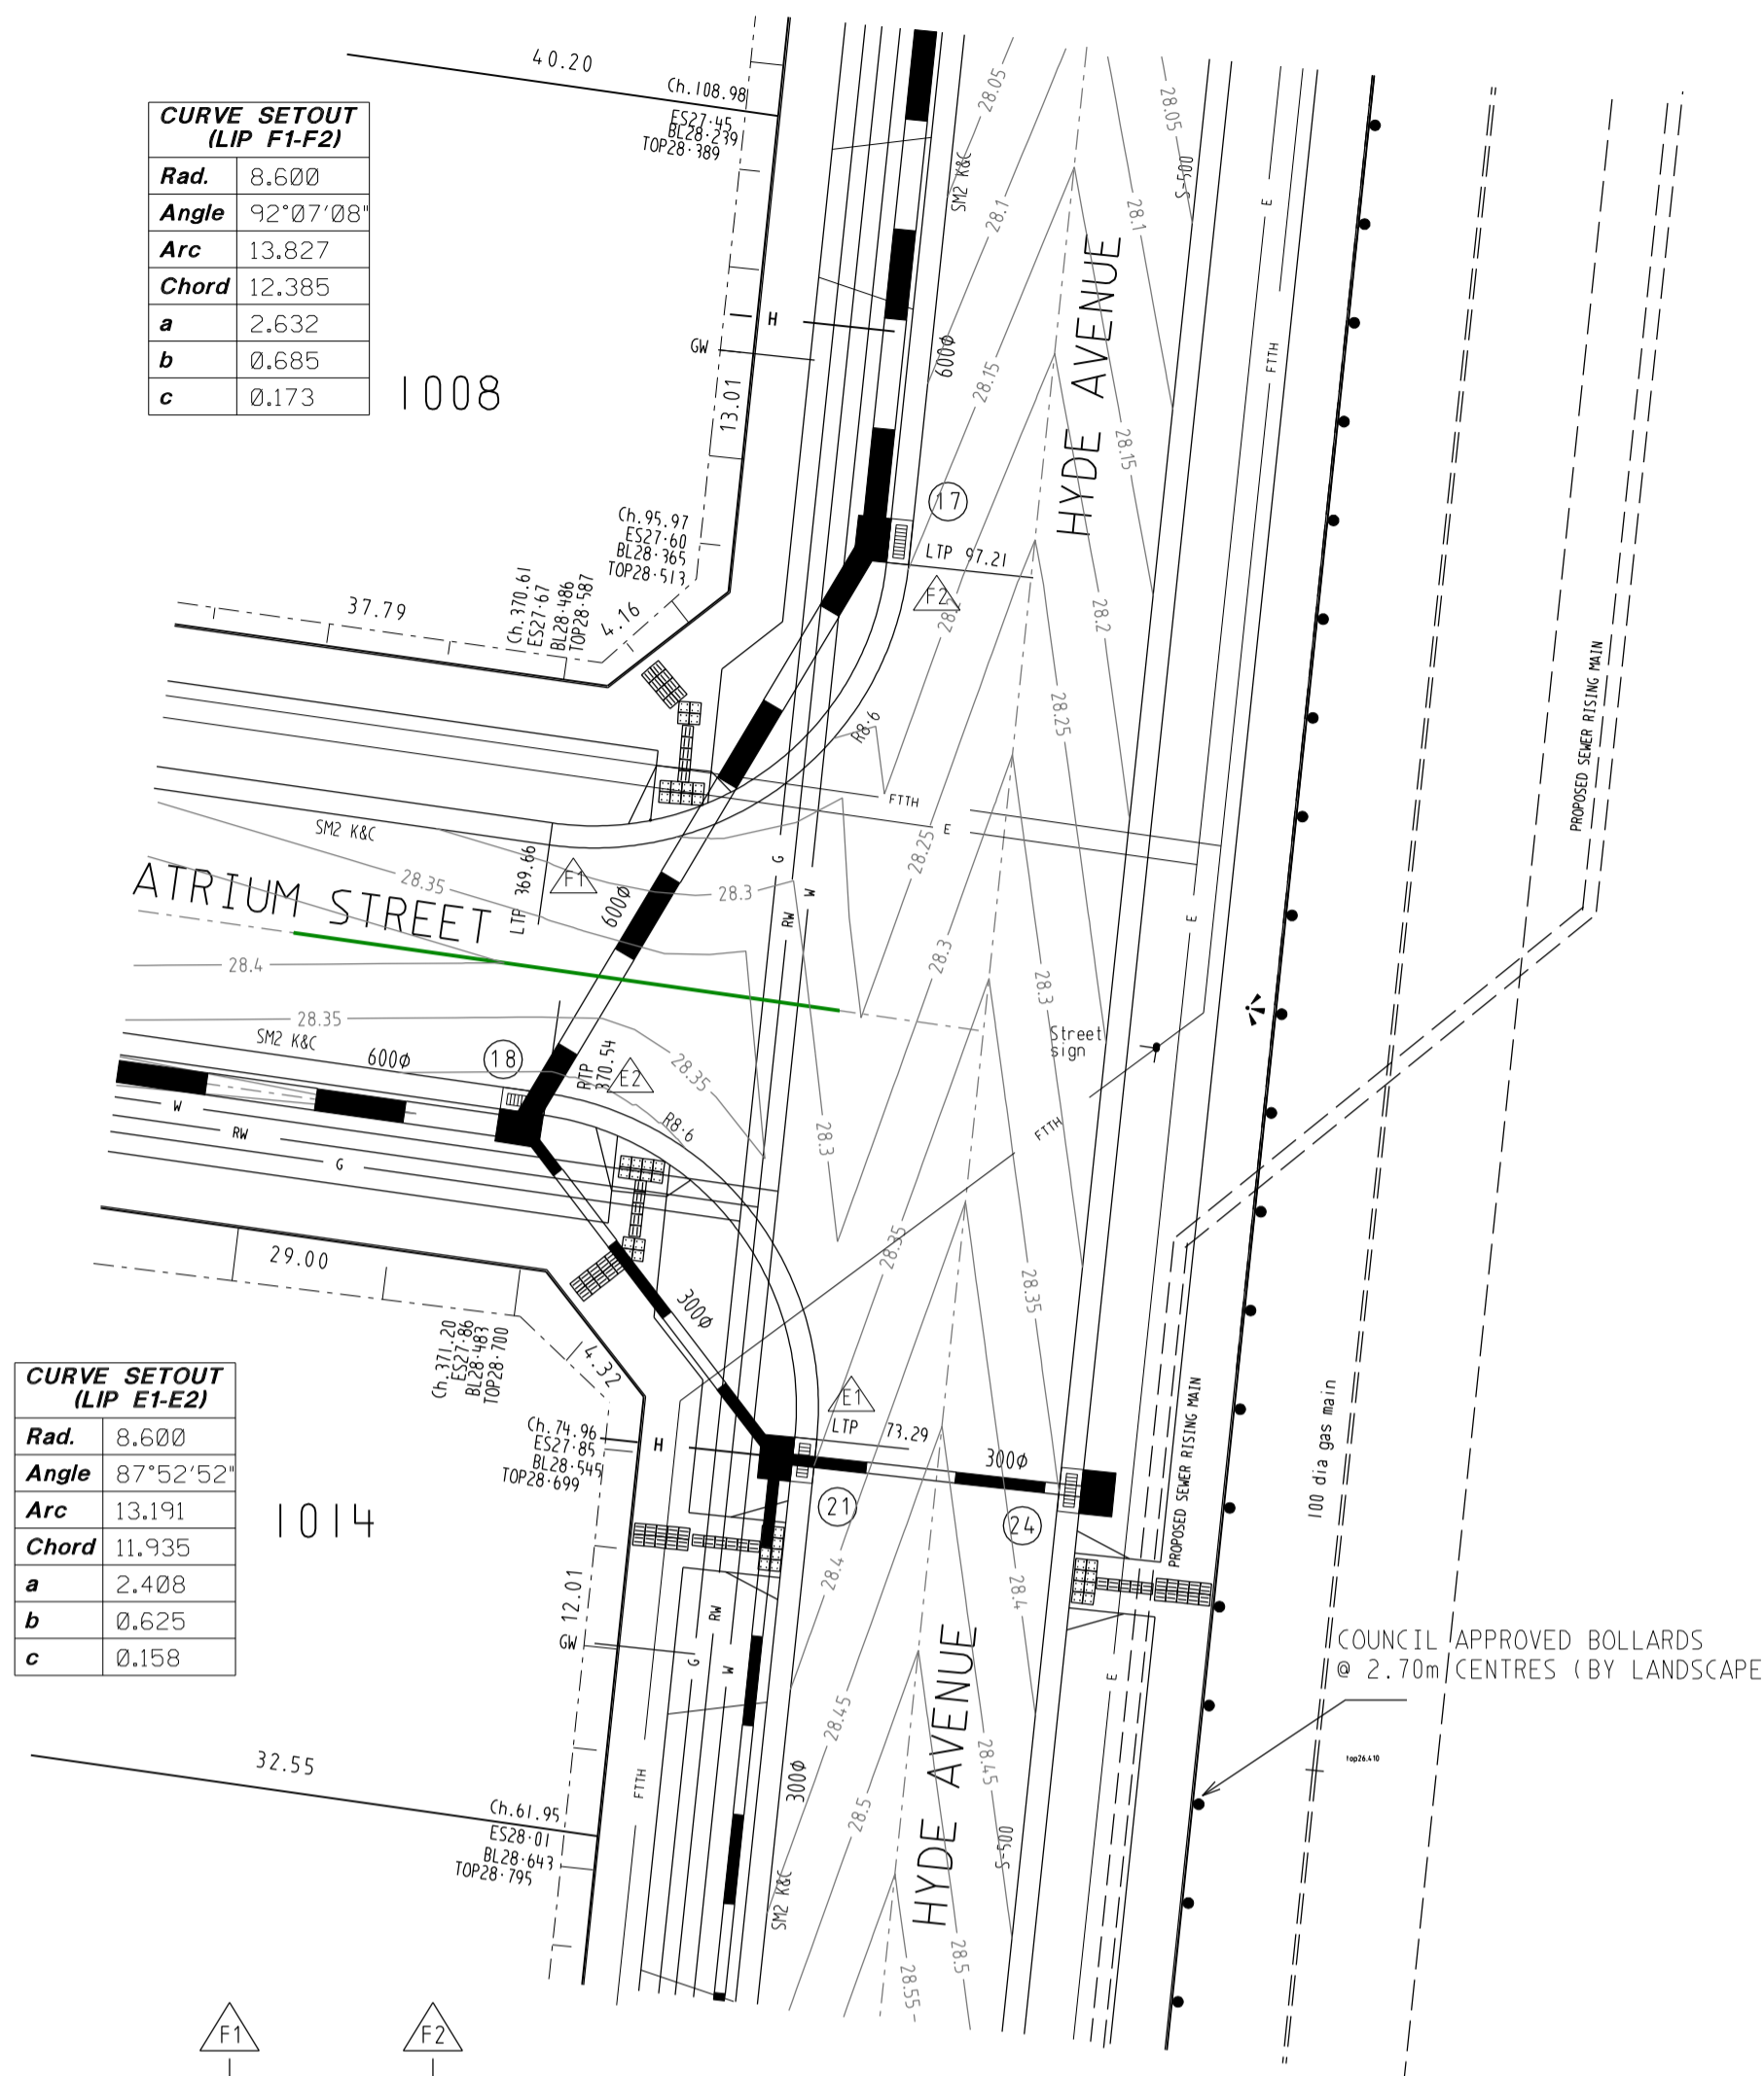 40.20
Ch.108.98
ES27·45
BL28·239
TOP28·389
CURVE SETOUT
(LIP F1-F2)
Rad. 8.600
Angle 92°07'08"
Arc 13.827
Chord 12.385
a 2.632
b 0.685
c 0.173
1008
28.05
28.05
SM2 K&C
S-500
E
28.1
28.1
HYDE AVENUE
H
GW
600Ø
FTTH
13.01
28.15
28.15
17
Ch.95.97
ES27·60
BL28·365
TOP28·513
LTP 97.21
F2
28.2
28.2
37.79
Ch.370.61
ES27·67
BL28·486
TOP28·587
4.16
PROPOSED SEWER RISING MAIN
R8·6
28.25
FTTH
E
SM2 K&C
28.25
LTP 369.66
F1
28.35
28.3
600Ø
G
W
RW
E
ATRIUM STREET
28.4
28.3
28.3
28.35
SM2 K&C
600Ø
18
RTP 370.54
E2
28.35
Street
sign
R8·6
28.3
FTTH
W
RW
G
29.00
28.35
28.35
300Ø
Ch.371.20
ES27·86
BL28·483
TOP28·700
4.32
CURVE SETOUT
(LIP E1-E2)
Rad. 8.600
Angle 87°52'52"
Arc 13.191
Chord 11.935
a 2.408
b 0.625
c 0.158
1014
E1
LTP 73.29
Ch.74.96
ES27·85
BL28·545
TOP28·699
H
300Ø
21
24
PROPOSED SEWER RISING MAIN
100 dia gas main
28.4
28.4
12.01
GW
RW
G
W
E
HYDE AVENUE
COUNCIL APPROVED BOLLARDS
@ 2.70m CENTRES (BY LANDSCAPE
28.45
28.45
top26.410
32.55
FTTH
300Ø
Ch.61.95
ES28·01
BL28·643
TOP28·795
28.5
S-500
SM2 K&C
28.5
28.55
F1
F2